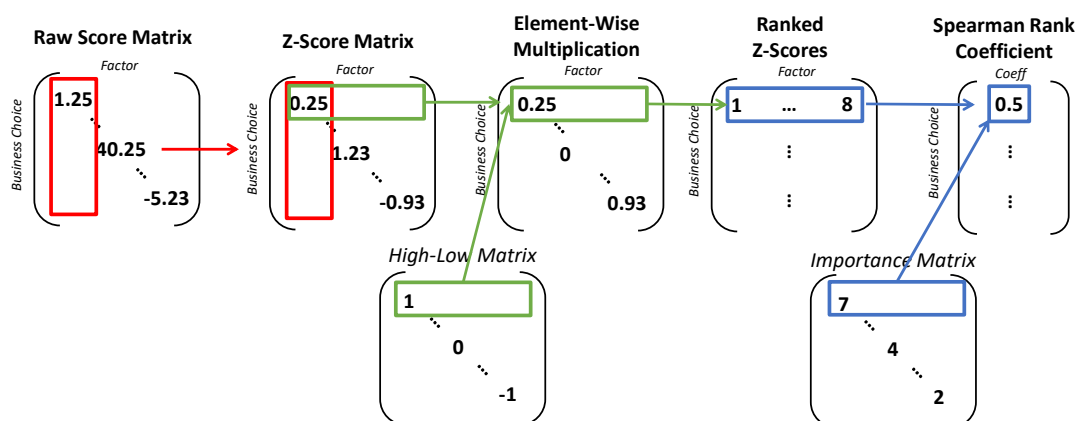 Raw Score Matrix
Factor
Business Choice
1.25
40.25
-5.23
Z-Score Matrix
Factor
Business Choice
0.25
1.23
-0.93
Element-Wise
Multiplication
Factor
Business Choice
0.25
0
0.93
Ranked
Z-Scores
Factor
Business Choice
1 ... 8
Spearman Rank
Coefficient
Coeff
Business Choice
0.5
High-Low Matrix
1
0
-1
Importance Matrix
7
4
2